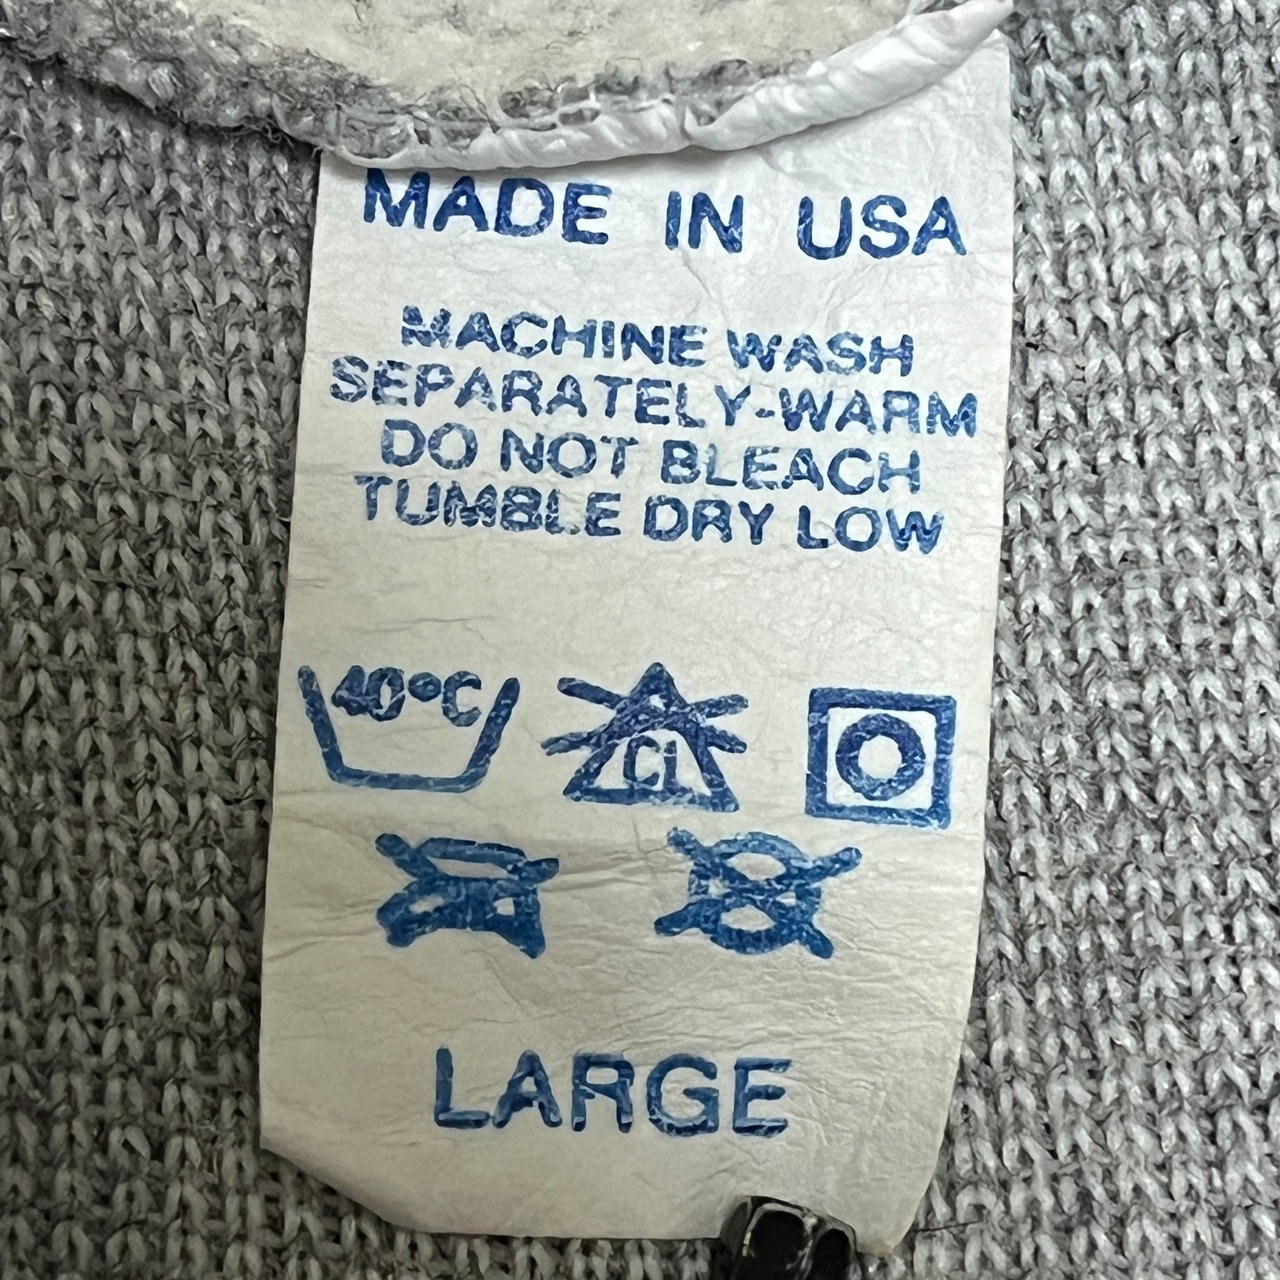 MADE IN USA
MACHINE WASH
SEPARATELY-WARM
DO NOT BLEACH
TUMBLE DRY LOW
40°C
CL
LARGE